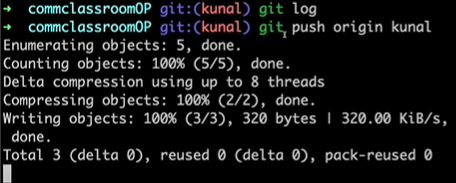 ➜ commclassroomOP git:(kunal) git log
➜ commclassroomOP git:(kunal) git push origin kunal
Enumerating objects: 5, done.
Counting objects: 100% (5/5), done.
Delta compression using up to 8 threads
Compressing objects: 100% (2/2), done.
Writing objects: 100% (3/3), 320 bytes | 320.00 KiB/s,
 done.
Total 3 (delta 0), reused 0 (delta 0), pack-reused 0